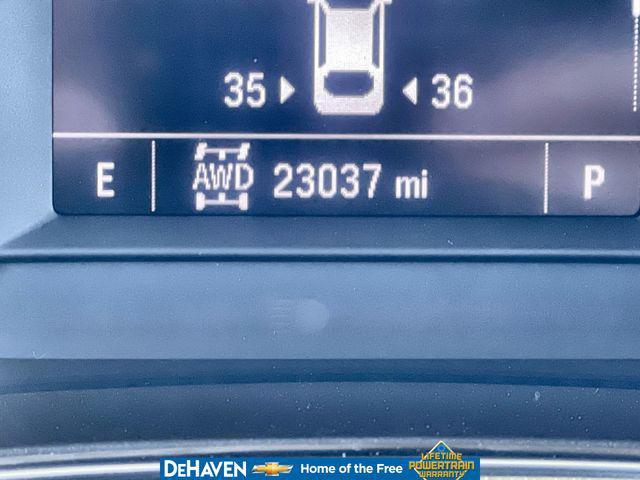 35 36
E AWD 23037 mi P
DEHAVEN Home of the Free LIFETIME POWERTRAIN WARRANTY